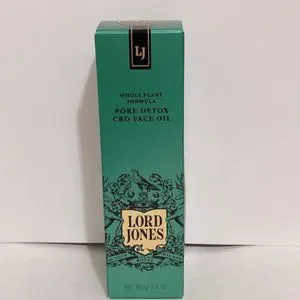 LJ
WHOLE PLANT
FORMULA
PORE DETOX
CBD FACE OIL
LORD
JONES